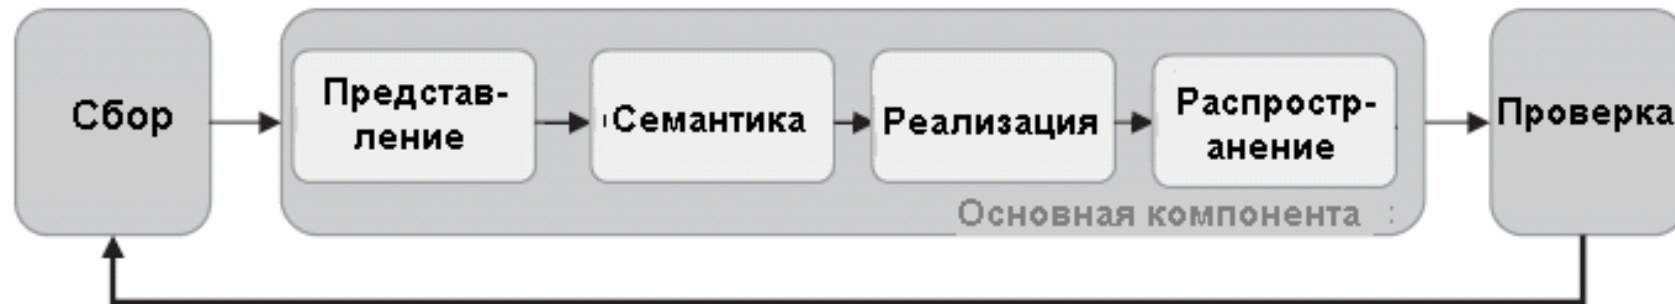 Сбор
Представ-
ление
Семантика
Реализация
Распростр-
анение
Основная компонента :
Проверка